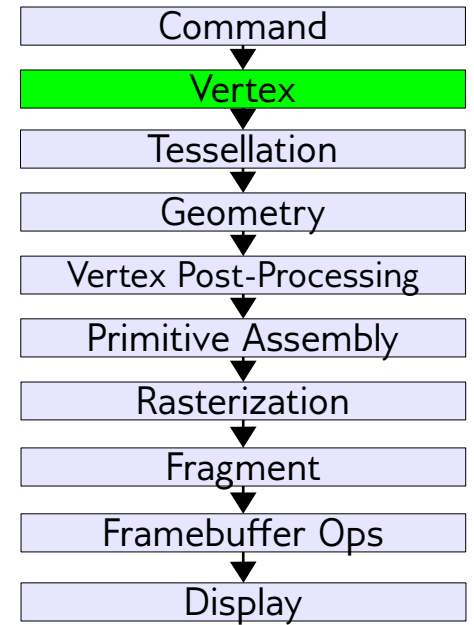 Command
Vertex
Tessellation
Geometry
Vertex Post-Processing
Primitive Assembly
Rasterization
Fragment
Framebuffer Ops
Display